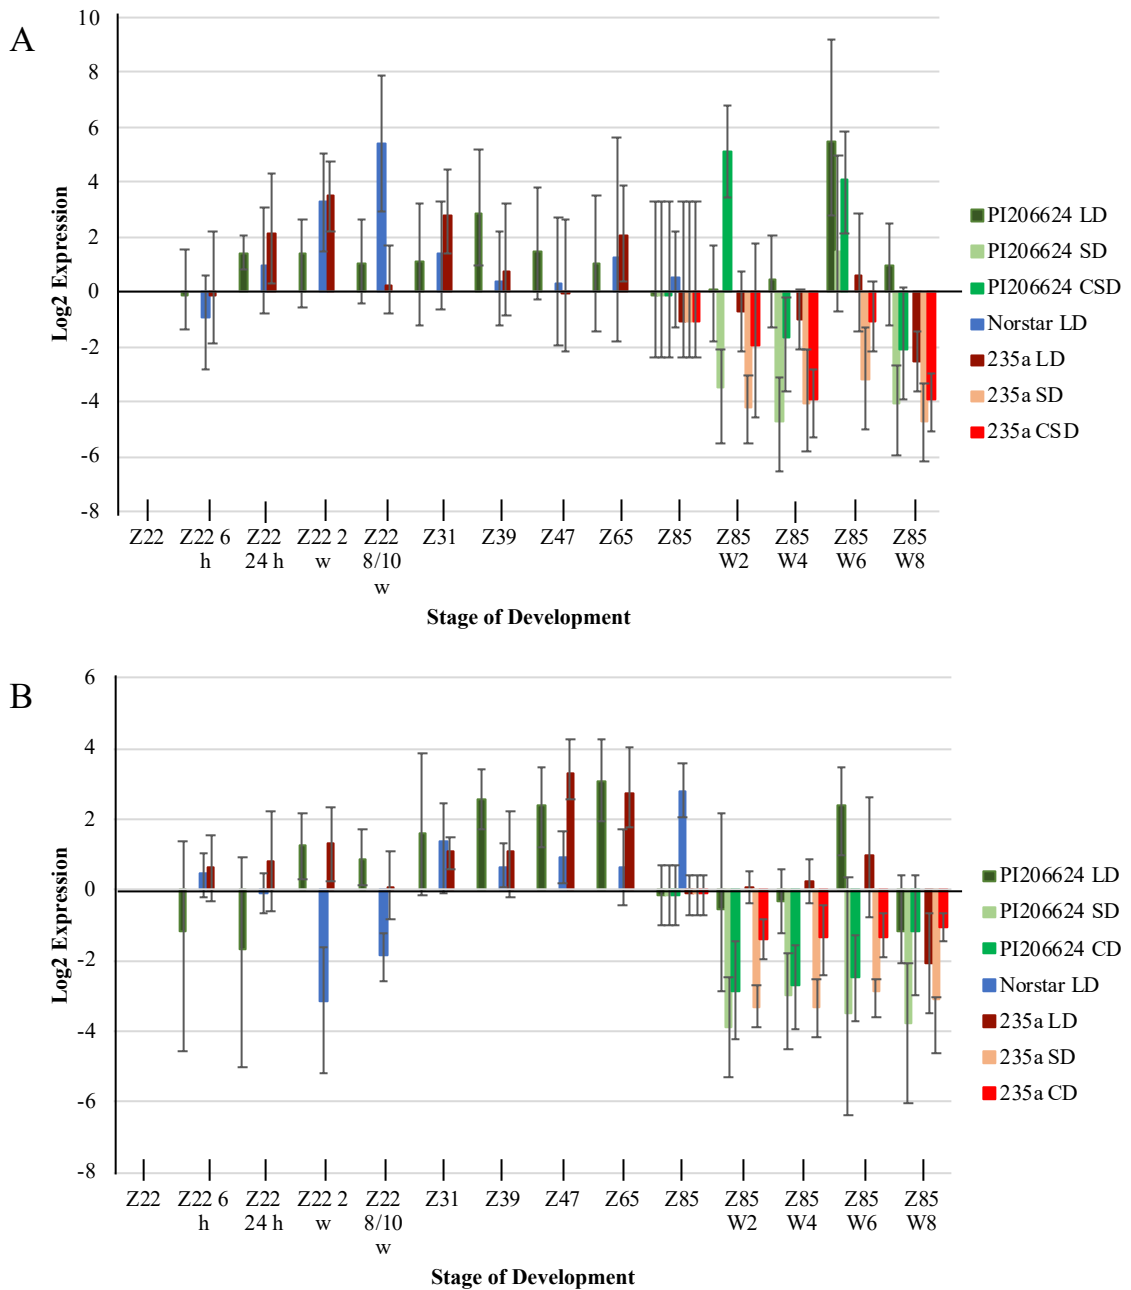 A
10
8
6
4
2
0
-2
-4
-6
-8
Log2 Expression
Z22
Z22 6
h
Z22
24 h
Z22 2
w
Z22
8/10
w
Z31
Z39
Z47
Z65
Z85
Z85
W2
Z85
W4
Z85
W6
Z85
W8
Stage of Development
PI206624 LD
PI206624 SD
PI206624 CSD
Norstar LD
235a LD
235a SD
235a CSD
B
6
4
2
0
-2
-4
-6
-8
Log2 Expression
Z22
Z22 6
h
Z22
24 h
Z22 2
w
Z22
8/10
w
Z31
Z39
Z47
Z65
Z85
Z85
W2
Z85
W4
Z85
W6
Z85
W8
Stage of Development
PI206624 LD
PI206624 SD
PI206624 CD
Norstar LD
235a LD
235a SD
235a CD